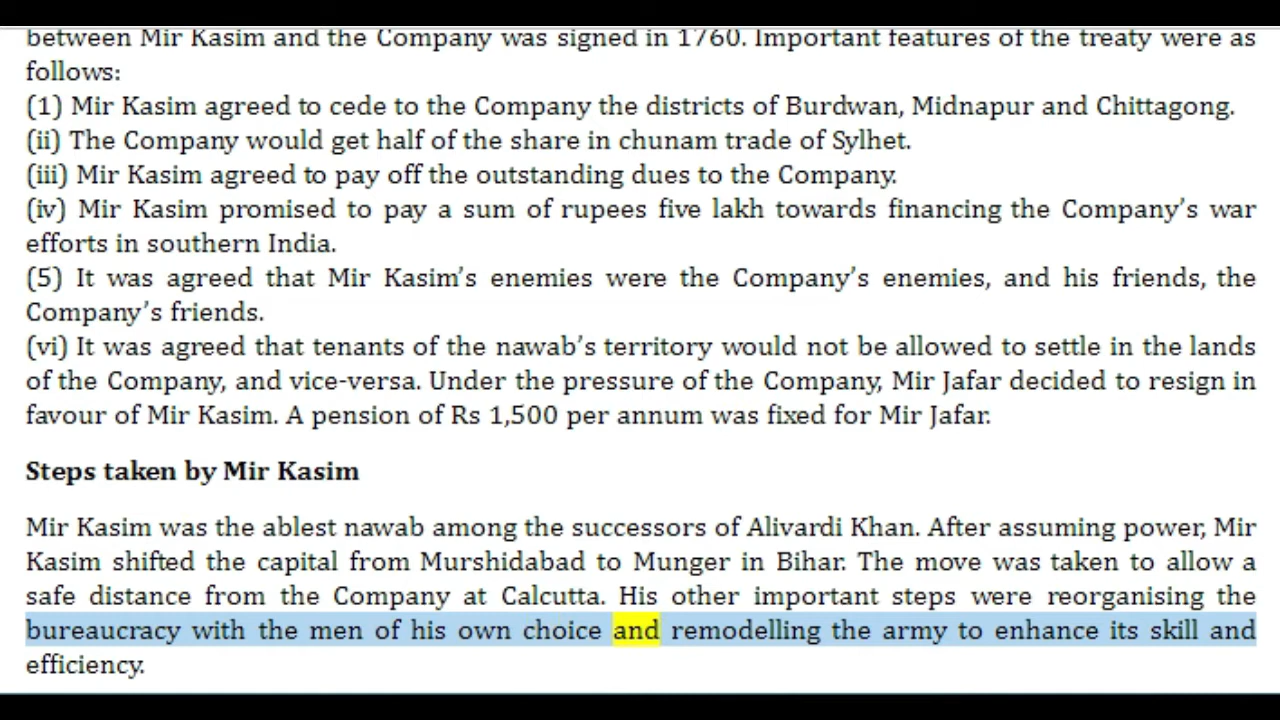 between Mir Kasim and the Company was signed in 1760. Important features of the treaty were as
follows:
(1) Mir Kasim agreed to cede to the Company the districts of Burdwan, Midnapur and Chittagong.
(ii) The Company would get half of the share in chunam trade of Sylhet.
(iii) Mir Kasim agreed to pay off the outstanding dues to the Company.
(iv) Mir Kasim promised to pay a sum of rupees five lakh towards financing the Company’s war
efforts in southern India.
(5) It was agreed that Mir Kasim’s enemies were the Company’s enemies, and his friends, the
Company’s friends.
(vi) It was agreed that tenants of the nawab’s territory would not be allowed to settle in the lands
of the Company, and vice-versa. Under the pressure of the Company, Mir Jafar decided to resign in
favour of Mir Kasim. A pension of Rs 1,500 per annum was fixed for Mir Jafar.
Steps taken by Mir Kasim
Mir Kasim was the ablest nawab among the successors of Alivardi Khan. After assuming power, Mir
Kasim shifted the capital from Murshidabad to Munger in Bihar. The move was taken to allow a
safe distance from the Company at Calcutta. His other important steps were reorganising the
bureaucracy with the men of his own choice and remodelling the army to enhance its skill and
efficiency.